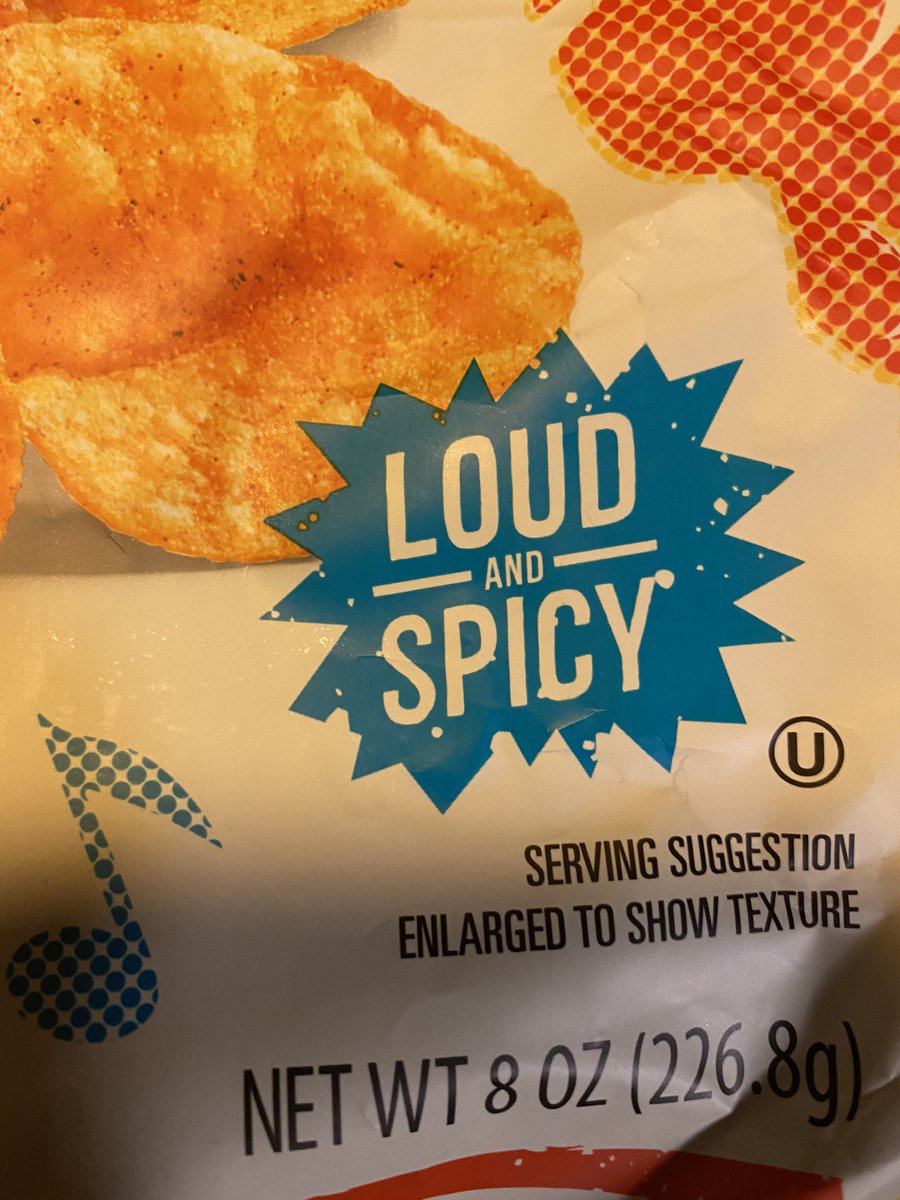 LOUD
AND
SPICY
U
SERVING SUGGESTION
ENLARGED TO SHOW TEXTURE
NET WT 8 OZ (226.8g)